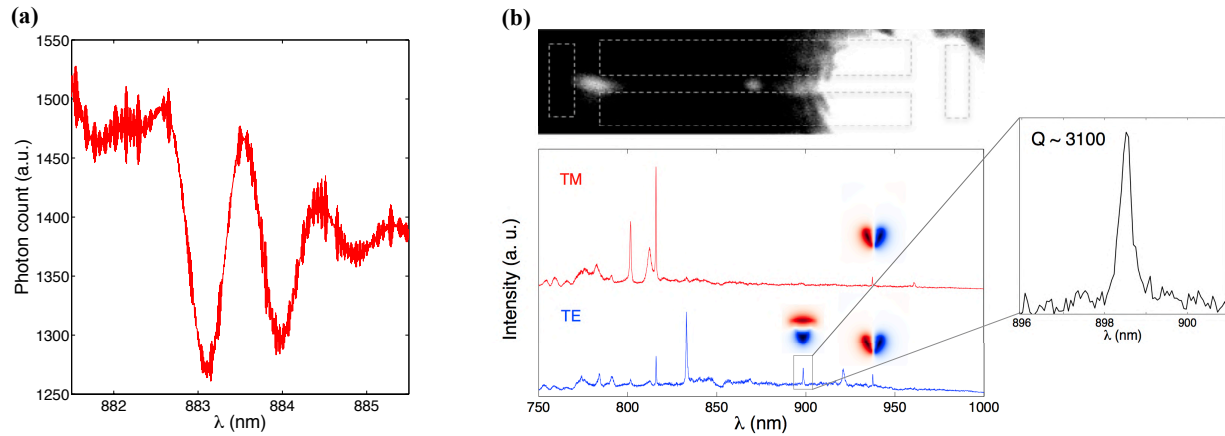 (a)
1550
1500
1450
1400
1350
1300
1250
Photon count (a.u.)
882
883
884
885
λ (nm)
(b)
Q ~ 3100
896
898
900
λ (nm)
TM
TE
Intensity (a. u.)
750
800
850
900
950
1000
λ (nm)